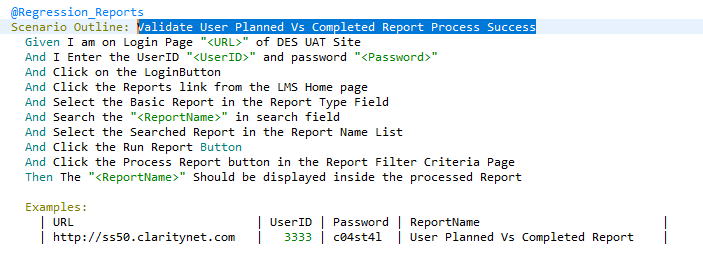 @Regression_Reports
Scenario Outline: Validate User Planned Vs Completed Report Process Success
Given I am on Login Page "<URL>" of DES UAT Site
And I Enter the UserID "<UserID>" and password "<Password>"
And Click on the LoginButton
And Click the Reports link from the LMS Home page
And Select the Basic Report in the Report Type Field
And Search the "<ReportName>" in search field
And Select the Searched Report in the Report Name List
And Click the Run Report Button
And Click the Process Report button in the Report Filter Criteria Page
Then The "<ReportName>" Should be displayed inside the processed Report
Examples:
| URL | UserID | Password | ReportName |
| http://ss50.claritynet.com | 3333 | c04st4l | User Planned Vs Completed Report |